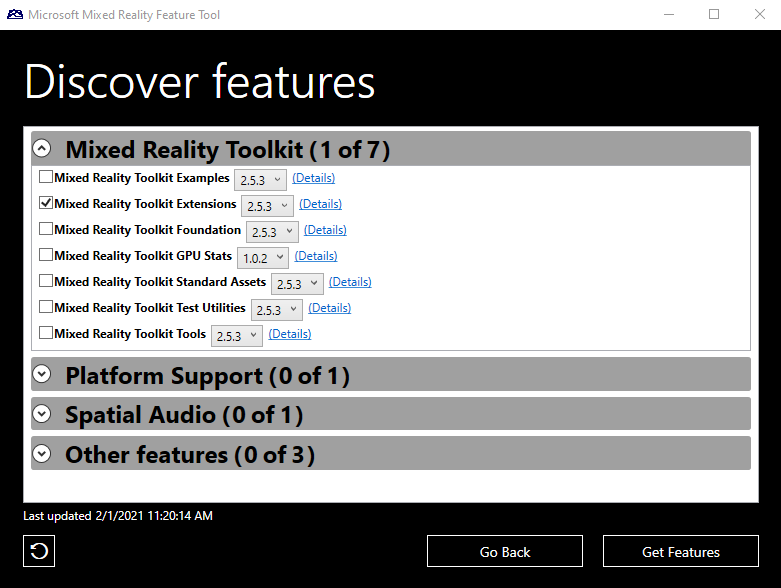 Microsoft Mixed Reality Feature Tool
Discover features
Mixed Reality Toolkit (1 of 7)
Mixed Reality Toolkit Examples 2.5.3 (Details)
Mixed Reality Toolkit Extensions 2.5.3 (Details)
Mixed Reality Toolkit Foundation 2.5.3 (Details)
Mixed Reality Toolkit GPU Stats 1.0.2 (Details)
Mixed Reality Toolkit Standard Assets 2.5.3 (Details)
Mixed Reality Toolkit Test Utilities 2.5.3 (Details)
Mixed Reality Toolkit Tools 2.5.3 (Details)
Platform Support (0 of 1)
Spatial Audio (0 of 1)
Other features (0 of 3)
Last updated 2/1/2021 11:20:14 AM
Go Back Get Features